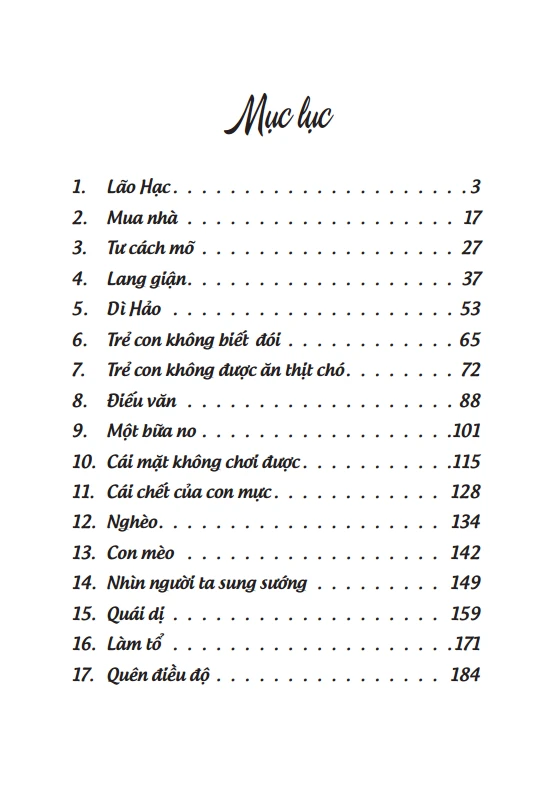 Mục lục
1. Lão Hạc. . . . . . . . . . . . . . . . . . . . . 3
2. Mua nhà . . . . . . . . . . . . . . . . . . . 17
3. Tư cách mõ . . . . . . . . . . . . . . . . . . 27
4. Lang giận. . . . . . . . . . . . . . . . . . . 37
5. Dì Hảo . . . . . . . . . . . . . . . . . . . . 53
6. Trẻ con không biết đói . . . . . . . . . . . . 65
7. Trẻ con không được ăn thịt chó. . . . . . . . 72
8. Điếu văn . . . . . . . . . . . . . . . . . . . 88
9. Một bữa no . . . . . . . . . . . . . . . . . .101
10. Cái mặt không chơi được. . . . . . . . . . .115
11. Cái chết của con mực. . . . . . . . . . . . 128
12. Nghèo. . . . . . . . . . . . . . . . . . . . 134
13. Con mèo . . . . . . . . . . . . . . . . . . 142
14. Nhìn người ta sung sướng . . . . . . . . . 149
15. Quái dị . . . . . . . . . . . . . . . . . . . 159
16. Làm tổ . . . . . . . . . . . . . . . . . . . .171
17. Quên điều độ . . . . . . . . . . . . . . . . 184